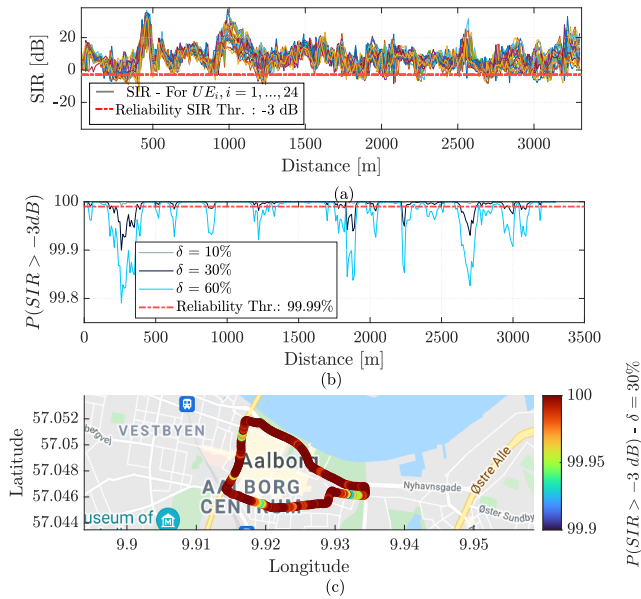 20
0
-20
SIR [dB]
SIR - For UE_i, i = 1, ..., 24
Reliability SIR Thr. : -3 dB
500
1000
1500
2000
2500
3000
Distance [m]
(a)
100
99.9
99.8
P(SIR > −3dB)
δ = 10%
δ = 30%
δ = 60%
Reliability Thr.: 99.99%
0
500
1000
1500
2000
2500
3000
3500
Distance [m]
(b)
57.052
57.05
57.048
57.046
57.044
Latitude
VESTBYEN
Aalborg
AALBORG
CENTRUM
Nyhavnsgade
Østre Alle
Øster Sundby
useum of
bergvej
9.9
9.91
9.92
9.93
9.94
9.95
Longitude
(c)
100
99.95
99.9
P(SIR > −3 dB) - δ = 30%